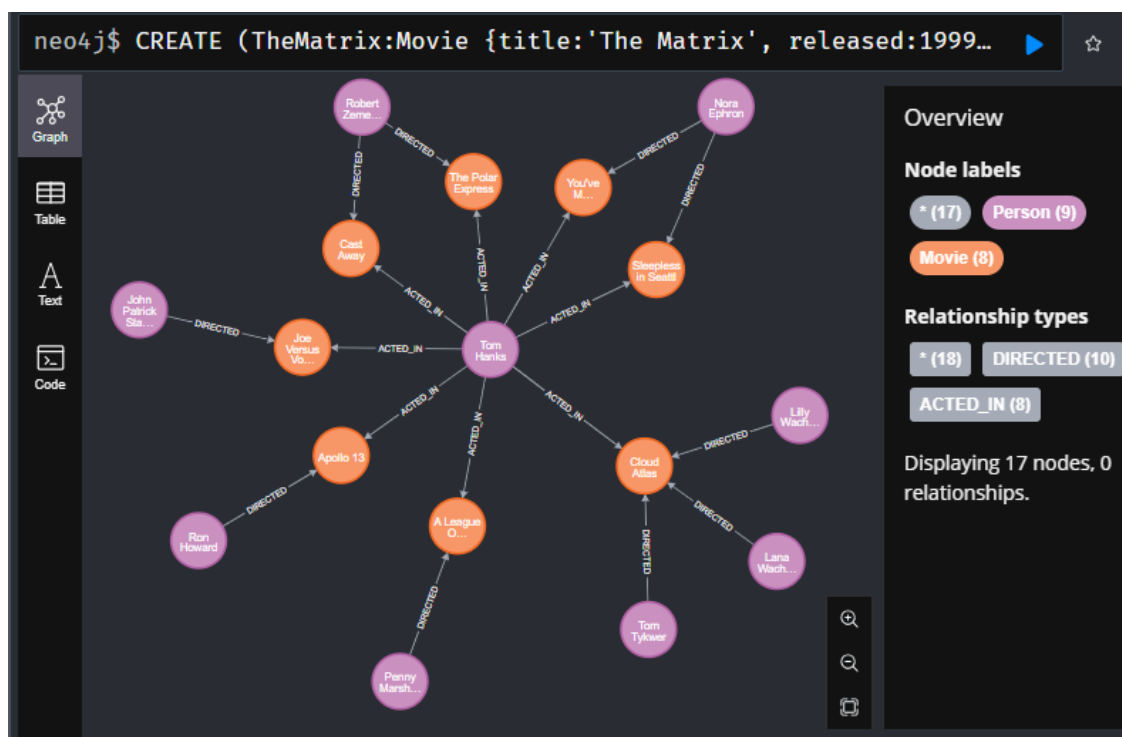 neo4j$ CREATE (TheMatrix:Movie {title:'The Matrix', released:1999…
Graph
Table
Text
Code
Robert
Zeme...
Nora
Ephron
DIRECTED
DIRECTED
DIRECTED
DIRECTED
The Polar
Express
You've
M...
Cast
Away
Sleepless
in Seattl
ACTED_IN
ACTED_IN
ACTED_IN
ACTED_IN
John
Patrick
Sta...
DIRECTED
Joe
Versus
Vo...
ACTED_IN
Tom
Hanks
ACTED_IN
ACTED_IN
ACTED_IN
Apollo 13
DIRECTED
Ron
Howard
A League
O...
DIRECTED
Penny
Marsh...
Cloud
Atlas
DIRECTED
Lilly
Wach...
DIRECTED
Lana
Wach...
DIRECTED
Tom
Tykwer
Overview
Node labels
* (17) Person (9)
Movie (8)
Relationship types
* (18) DIRECTED (10)
ACTED_IN (8)
Displaying 17 nodes, 0
relationships.